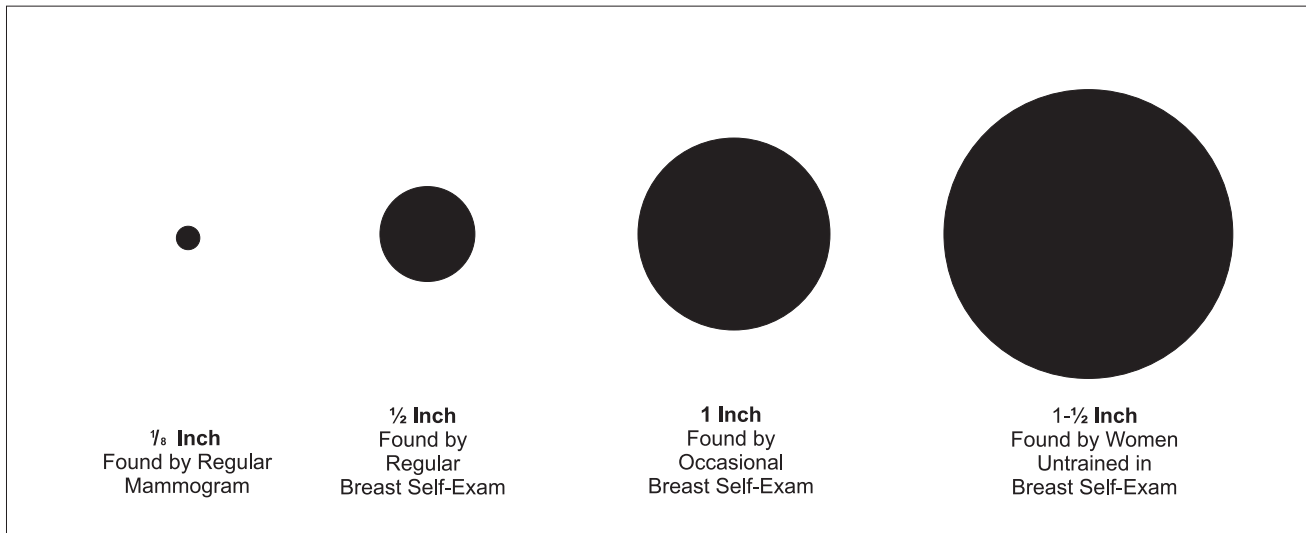 ⅛ Inch
Found by Regular
Mammogram
½ Inch
Found by
Regular
Breast Self-Exam
1 Inch
Found by
Occasional
Breast Self-Exam
1-½ Inch
Found by Women
Untrained in
Breast Self-Exam